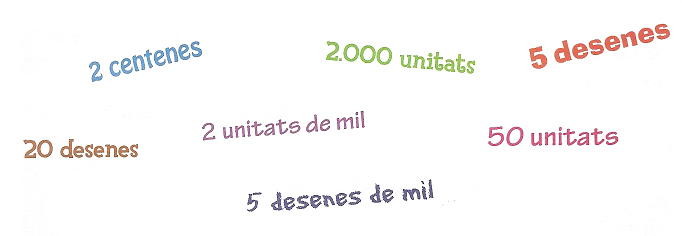 2 centenes
2.000 unitats
5 desenes
20 desenes
2 unitats de mil
50 unitats
5 desenes de mil